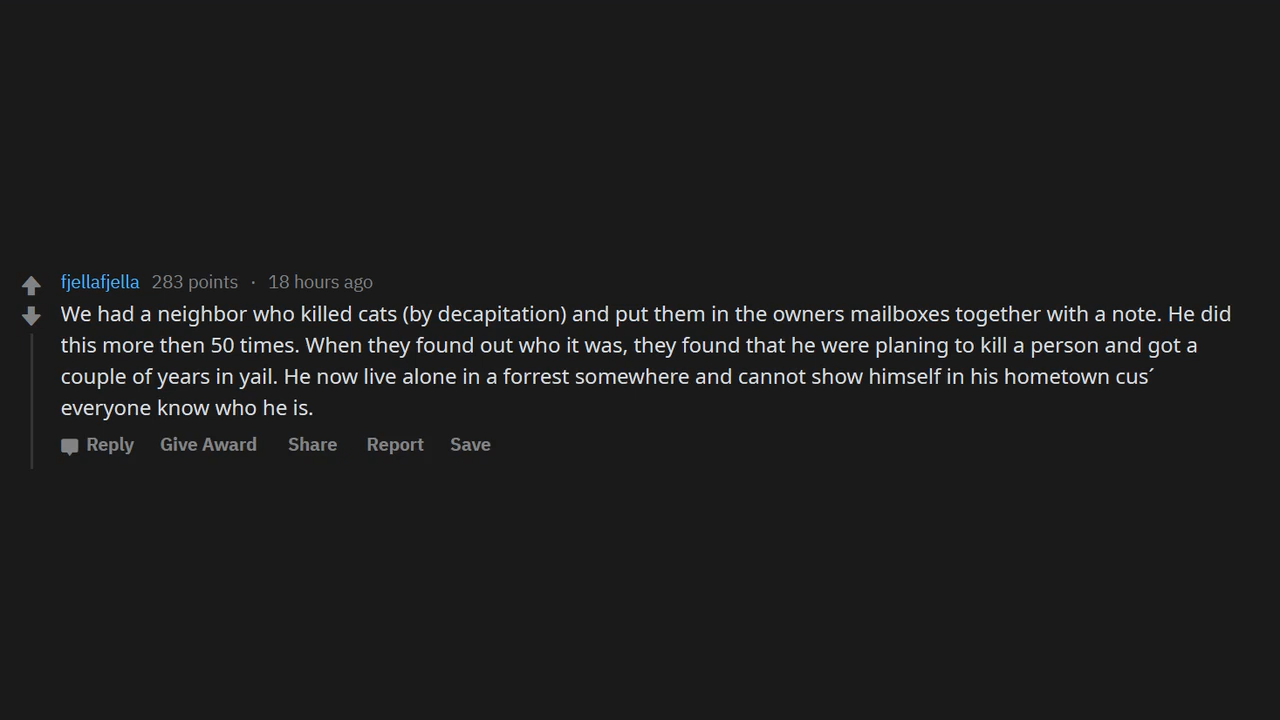 fjellafjella 283 points · 18 hours ago
We had a neighbor who killed cats (by decapitation) and put them in the owners mailboxes together with a note. He did
this more then 50 times. When they found out who it was, they found that he were planing to kill a person and got a
couple of years in yail. He now live alone in a forrest somewhere and cannot show himself in his hometown cus´
everyone know who he is.
Reply Give Award Share Report Save